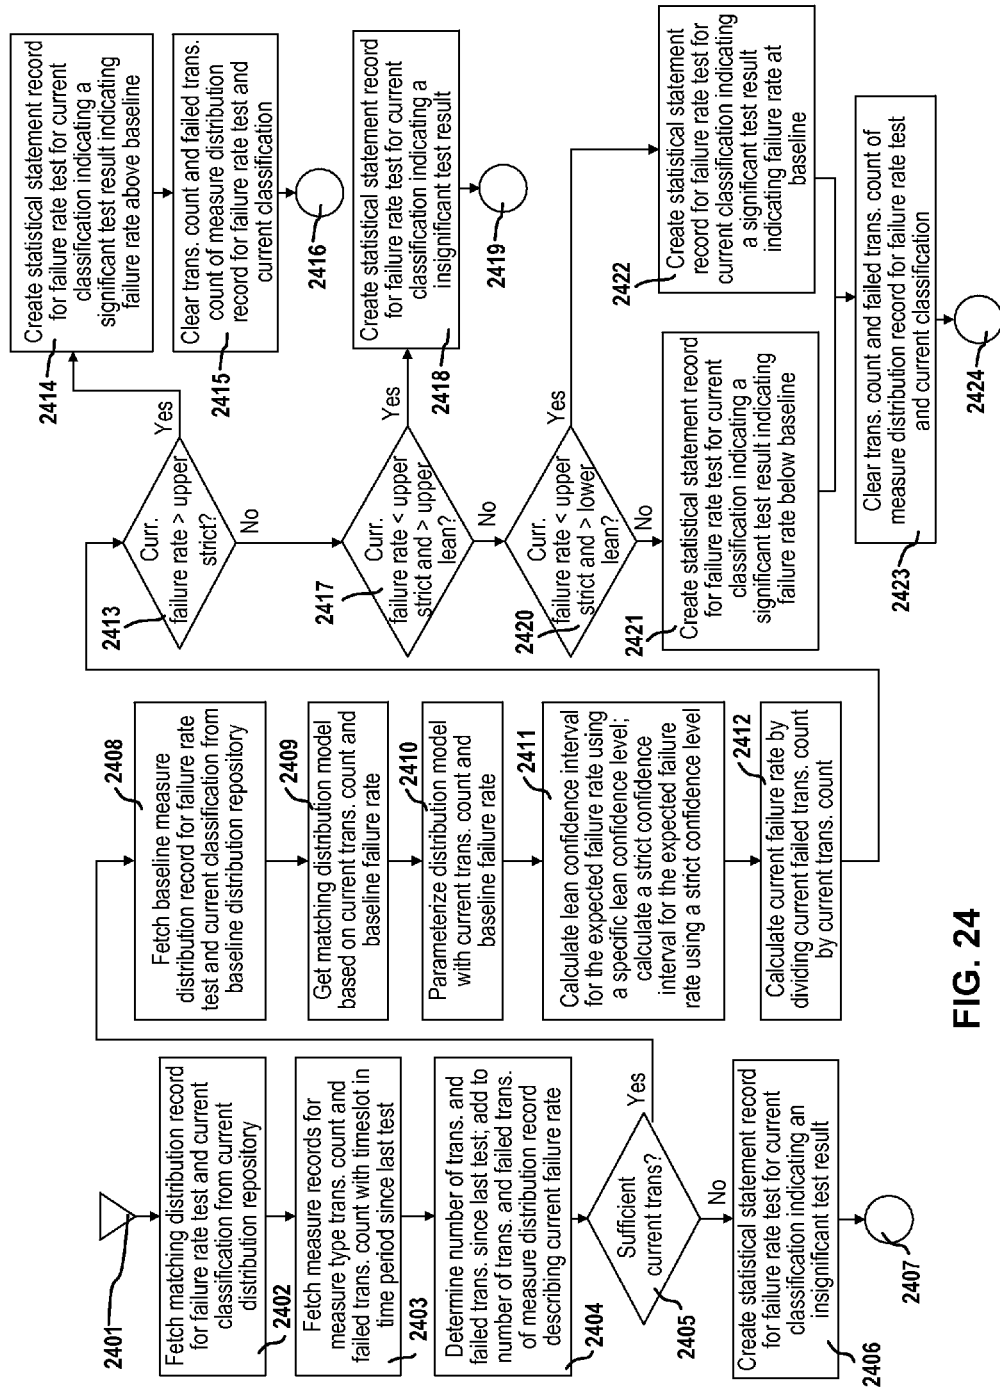 2401
Fetch matching distribution record
for failure rate test and current
classification from current
distribution repository
2402
Fetch measure records for
measure type trans. count and
failed trans. count with timeslot in
time period since last test
2403
Determine number of trans. and
failed trans. since last test; add to
number of trans. and failed trans.
of measure distribution record
describing current failure rate
2404
Sufficient
current trans?
2405
Yes
No
Create statistical statement record
for failure rate test for current
classification indicating an
insignificant test result
2406
2407
Fetch baseline measure
distribution record for failure rate
test and current classification from
baseline distribution repository
2408
Get matching distribution model
based on current trans. count and
baseline failure rate
2409
Parameterize distribution model
with current trans. count and
baseline failure rate
2410
Calculate lean confidence interval
for the expected failure rate using
a specific lean confidence level;
calculate a strict confidence
interval for the expected failure
rate using a strict confidence level
2411
Calculate current failure rate by
dividing current failed trans. count
by current trans. count
2412
Curr.
failure rate > upper
strict?
2413
Yes
No
Create statistical statement record
for failure rate test for current
classification indicating a
significant test result indicating
failure rate above baseline
2414
Clear trans. count and failed trans.
count of measure distribution
record for failure rate test and
current classification
2415
2416
Curr.
failure rate < upper
strict and > upper
lean?
2417
Yes
No
Create statistical statement record
for failure rate test for current
classification indicating a
insignificant test result
2418
2419
Curr.
failure rate < upper
strict and > lower
lean?
2420
Yes
No
Create statistical statement record
for failure rate test for current
classification indicating a
significant test result indicating
failure rate below baseline
2421
Create statistical statement
record for failure rate test for
current classification indicating
a significant test result
indicating failure rate at
baseline
2422
Clear trans. count and failed trans. count of
measure distribution record for failure rate test
and current classification
2423
2424
FIG. 24